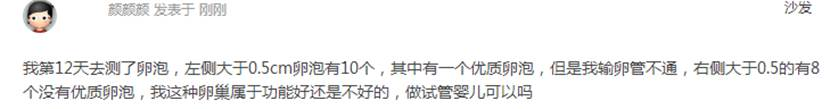 颜颜颜 发表于 刚刚
沙发
我第12天去测了卵泡，左侧大于0.5cm卵泡有10个，其中有一个优质卵泡，但是我输卵管不通，右侧大于0.5的有8
个没有优质卵泡，我这种卵巢属于功能好还是不好的，做试管婴儿可以吗